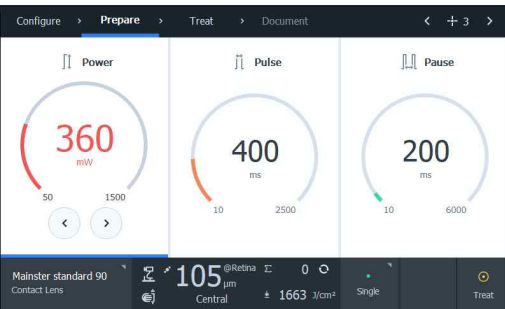 Configure > Prepare > Treat > Document < 3 >
Power
360
mW
50 1500
< >
Pulse
400
ms
10 2500
Pause
200
ms
10 6000
Mainster standard 90
Contact Lens
105 @Retina
µm
Central
Σ 0
± 1663 J/cm²
Single
Treat